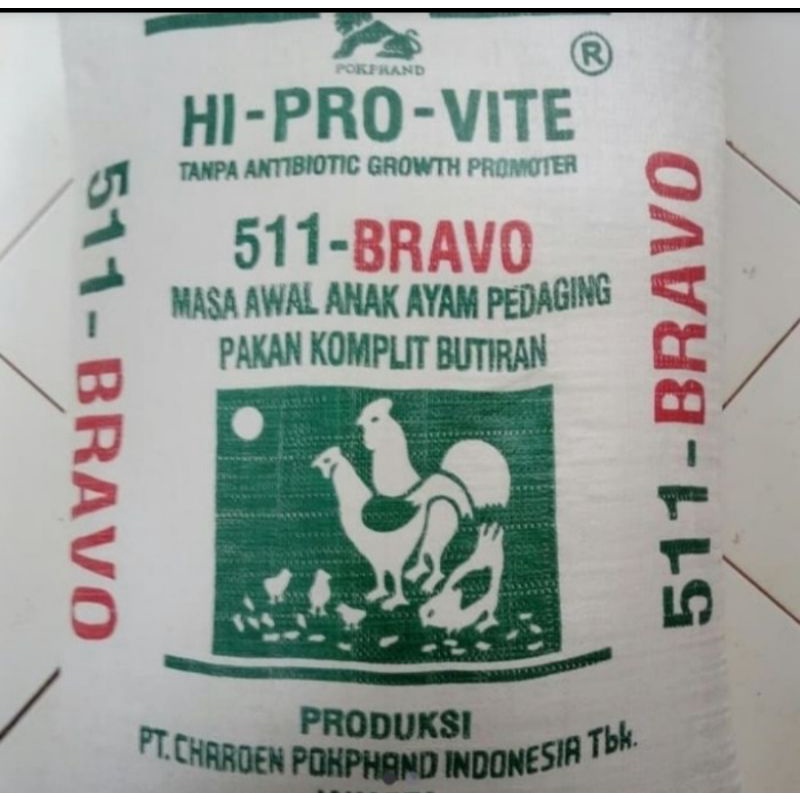 POKPHAND
®
HI-PRO-VITE
TANPA ANTIBIOTIC GROWTH PROMOTER
511-BRAVO
MASA AWAL ANAK AYAM PEDAGING
PAKAN KOMPLIT BUTIRAN
511-BRAVO
511-BRAVO
PRODUKSI
PT. CHAROEN POKPHAND INDONESIA Tbk.